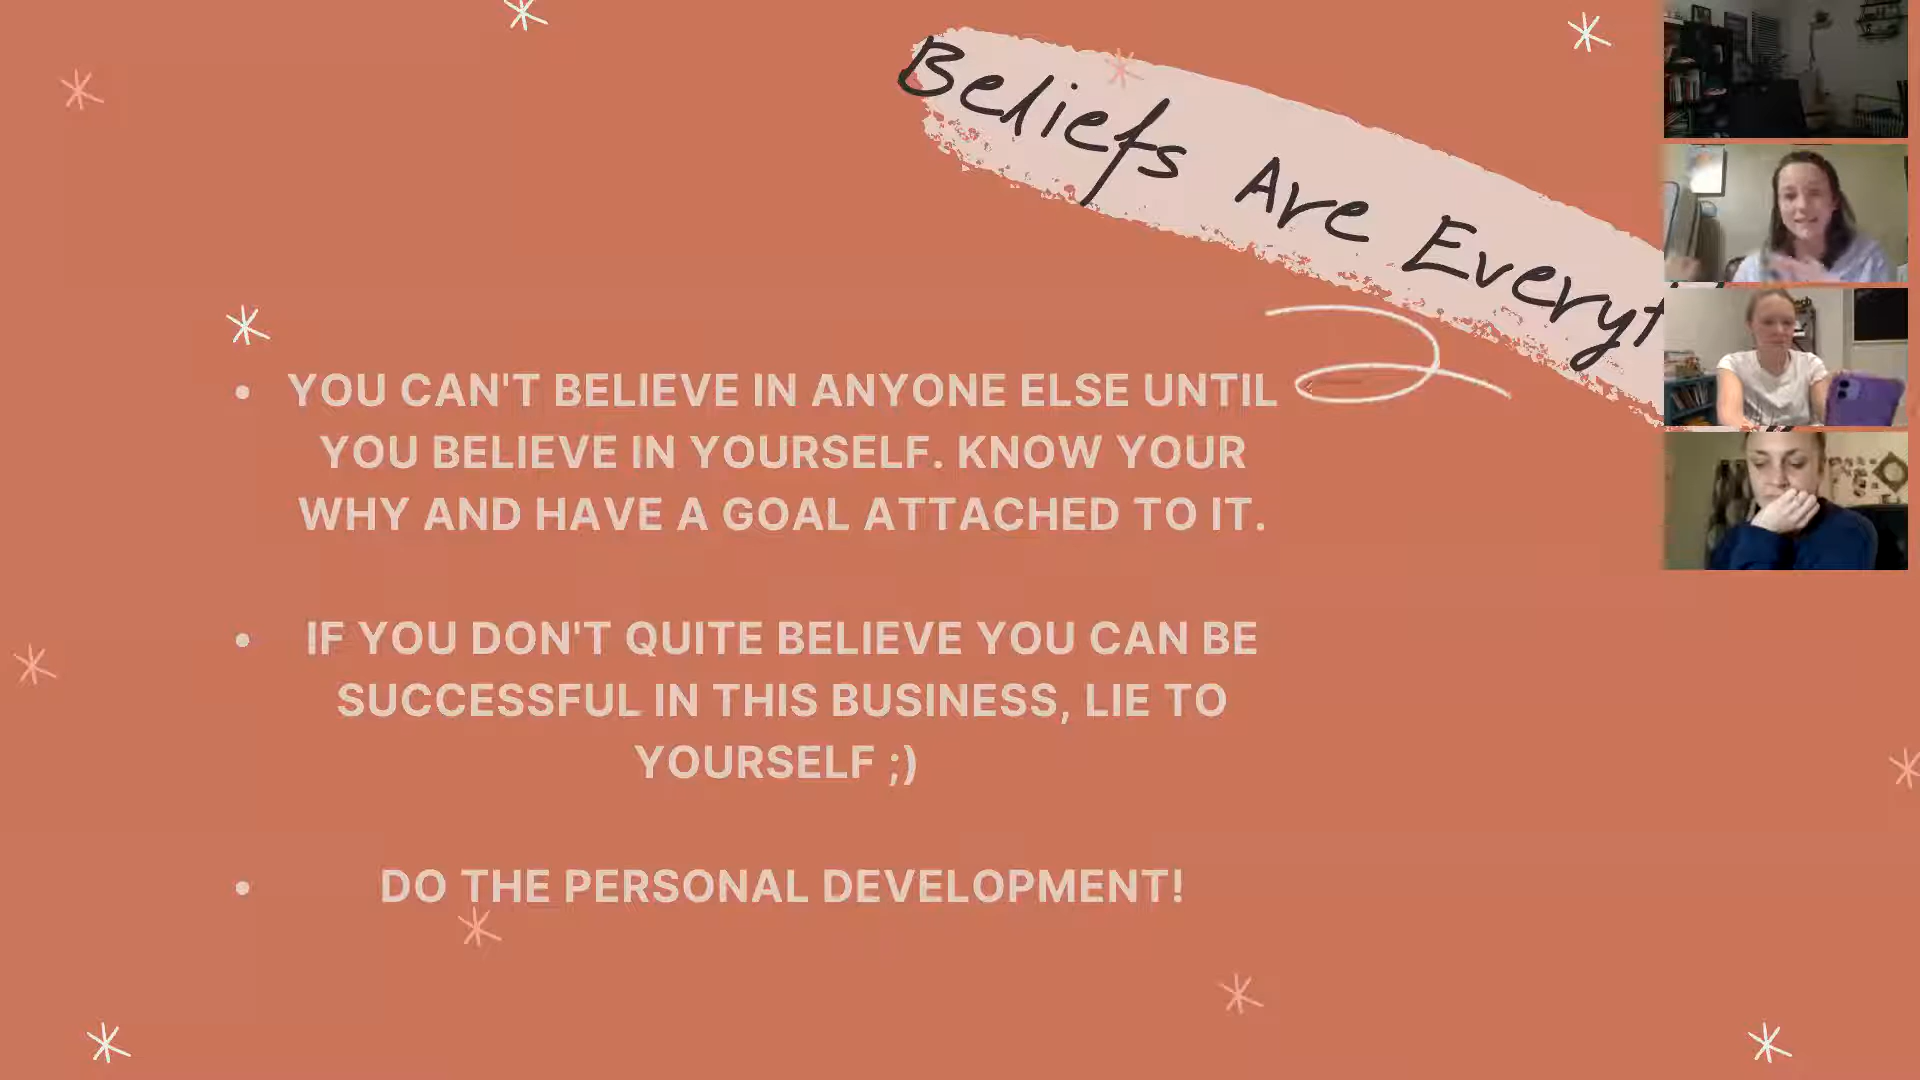 Beliefs Are Everyt
• YOU CAN'T BELIEVE IN ANYONE ELSE UNTIL
YOU BELIEVE IN YOURSELF. KNOW YOUR
WHY AND HAVE A GOAL ATTACHED TO IT.
• IF YOU DON'T QUITE BELIEVE YOU CAN BE
SUCCESSFUL IN THIS BUSINESS, LIE TO
YOURSELF ;)
• DO THE PERSONAL DEVELOPMENT!